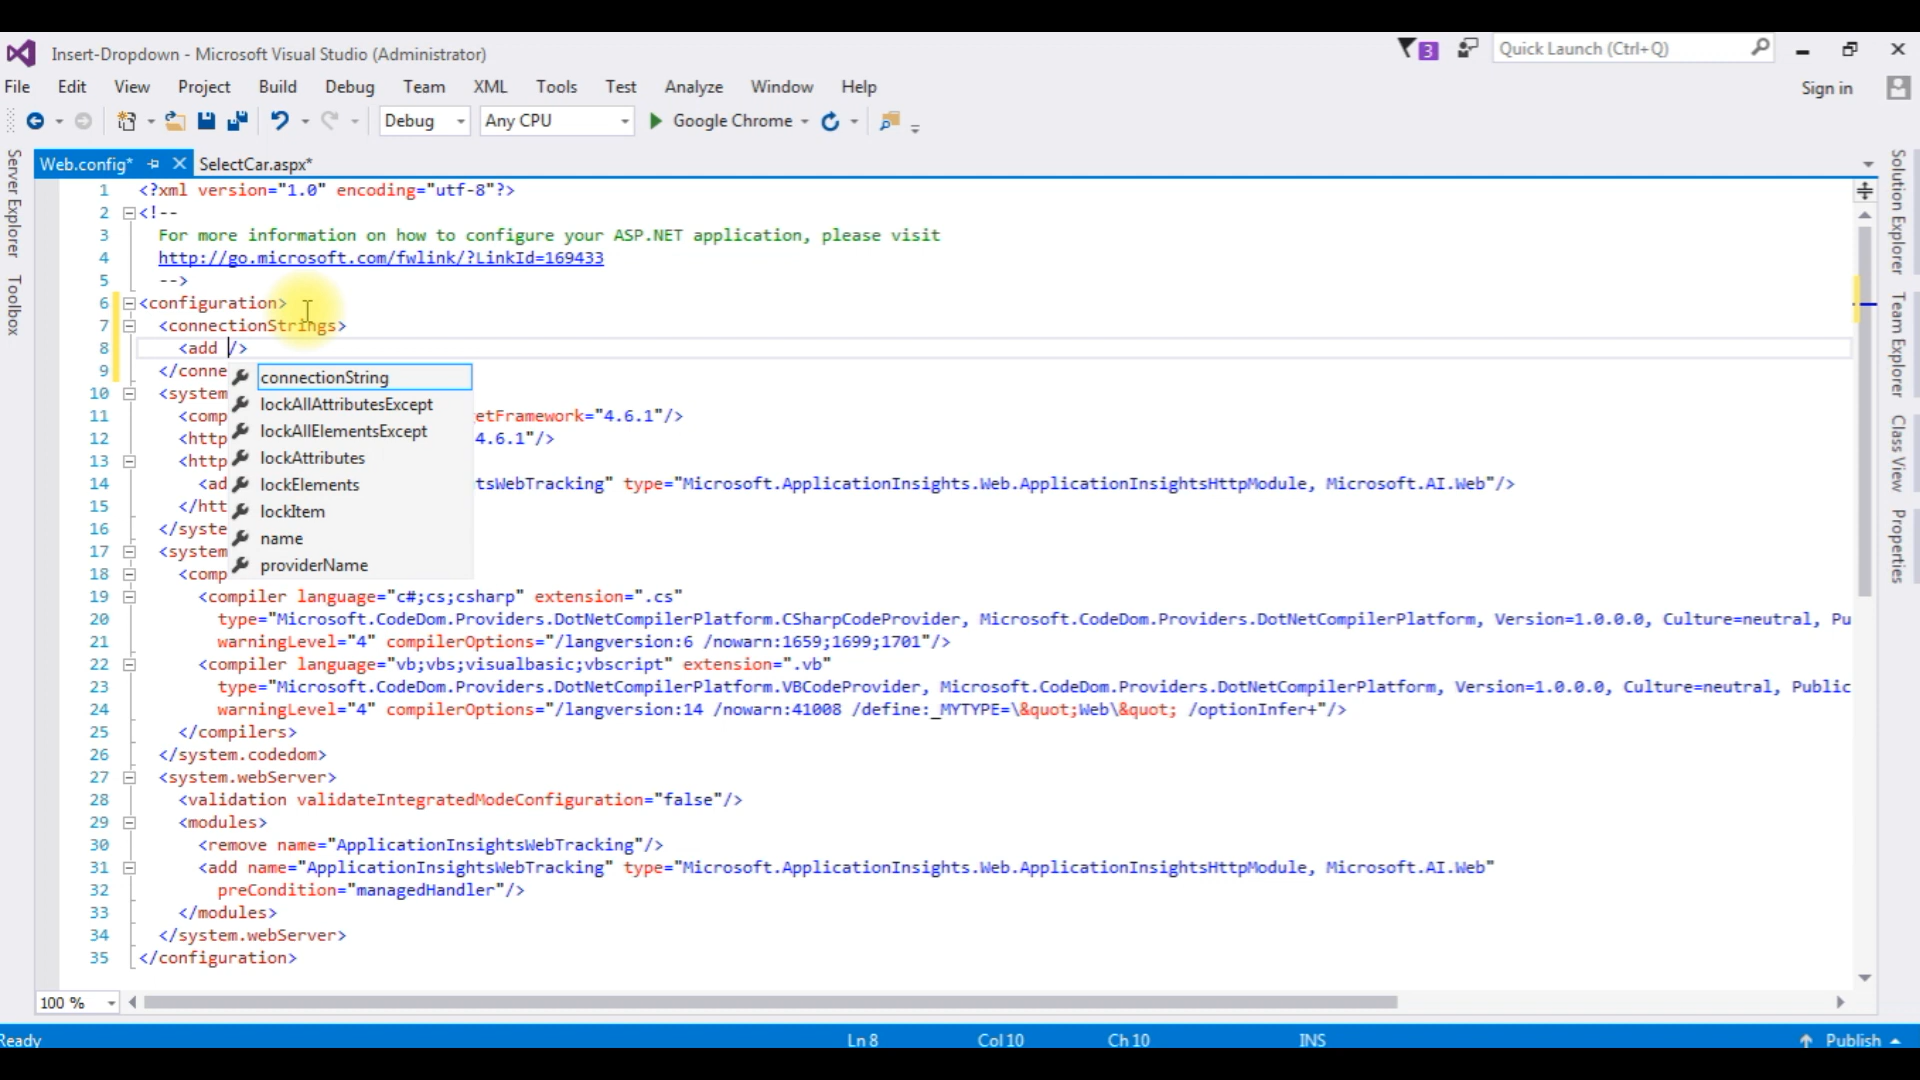 Insert-Dropdown - Microsoft Visual Studio (Administrator)
3
Quick Launch (Ctrl+Q)
File Edit View Project Build Debug Team XML Tools Test Analyze Window Help
Sign in
Debug Any CPU Google Chrome
Web.config* SelectCar.aspx*
Server Explorer
Toolbox
Solution Explorer
Team Explorer
Class View
Properties
1 <?xml version="1.0" encoding="utf-8"?>
2 <!--
3 For more information on how to configure your ASP.NET application, please visit
4 http://go.microsoft.com/fwlink/?LinkId=169433
5 -->
6 <configuration>
7 <connectionStrings>
8 <add />
9 </conne
connectionString
lockAllAttributesExcept
lockAllElementsExcept
lockAttributes
lockElements
lockItem
name
providerName
10 <system
11 <comp etFramework="4.6.1"/>
12 <http 4.6.1"/>
13 <http
14 <ad tsWebTracking" type="Microsoft.ApplicationInsights.Web.ApplicationInsightsHttpModule, Microsoft.AI.Web"/>
15 </htt
16 </syste
17 <system
18 <comp
19 <compiler language="c#;cs;csharp" extension=".cs"
20 type="Microsoft.CodeDom.Providers.DotNetCompilerPlatform.CSharpCodeProvider, Microsoft.CodeDom.Providers.DotNetCompilerPlatform, Version=1.0.0.0, Culture=neutral, Pu
21 warningLevel="4" compilerOptions="/langversion:6 /nowarn:1659;1699;1701"/>
22 <compiler language="vb;vbs;visualbasic;vbscript" extension=".vb"
23 type="Microsoft.CodeDom.Providers.DotNetCompilerPlatform.VBCodeProvider, Microsoft.CodeDom.Providers.DotNetCompilerPlatform, Version=1.0.0.0, Culture=neutral, Public
24 warningLevel="4" compilerOptions="/langversion:14 /nowarn:41008 /define:_MYTYPE=\&quot;Web\&quot; /optionInfer+"/>
25 </compilers>
26 </system.codedom>
27 <system.webServer>
28 <validation validateIntegratedModeConfiguration="false"/>
29 <modules>
30 <remove name="ApplicationInsightsWebTracking"/>
31 <add name="ApplicationInsightsWebTracking" type="Microsoft.ApplicationInsights.Web.ApplicationInsightsHttpModule, Microsoft.AI.Web"
32 preCondition="managedHandler"/>
33 </modules>
34 </system.webServer>
35 </configuration>
100 %
Ready Ln 8 Col 10 Ch 10 INS Publish